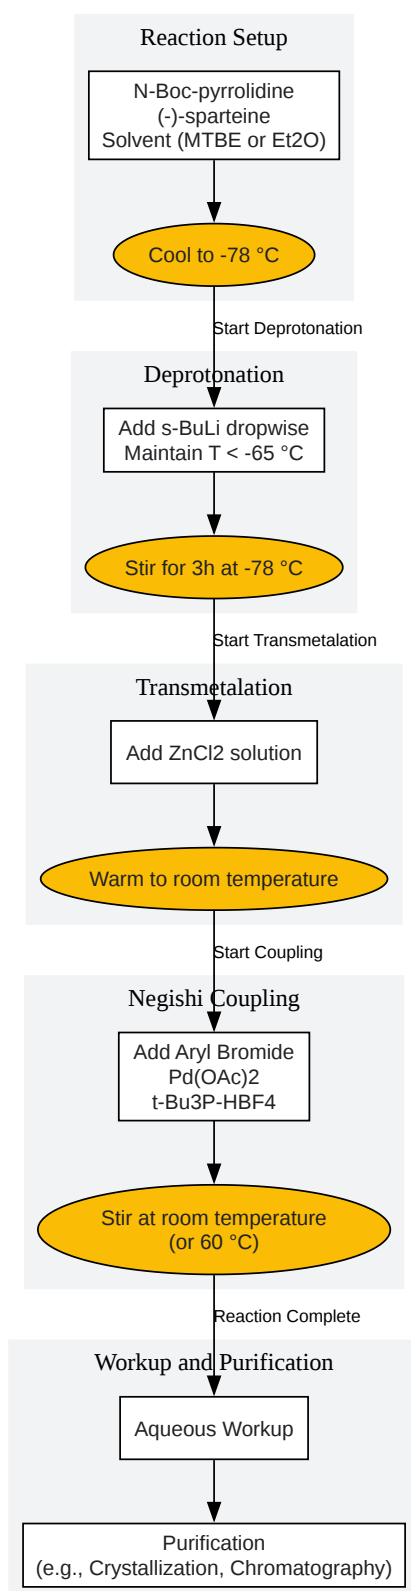 Reaction Setup
N-Boc-pyrrolidine
(-)-sparteine
Solvent (MTBE or Et2O)
Cool to -78 °C
Start Deprotonation
Deprotonation
Add s-BuLi dropwise
Maintain T < -65 °C
Stir for 3h at -78 °C
Start Transmetalation
Transmetalation
Add ZnCl2 solution
Warm to room temperature
Start Coupling
Negishi Coupling
Add Aryl Bromide
Pd(OAc)2
t-Bu3P-HBF4
Stir at room temperature
(or 60 °C)
Reaction Complete
Workup and Purification
Aqueous Workup
Purification
(e.g., Crystallization, Chromatography)